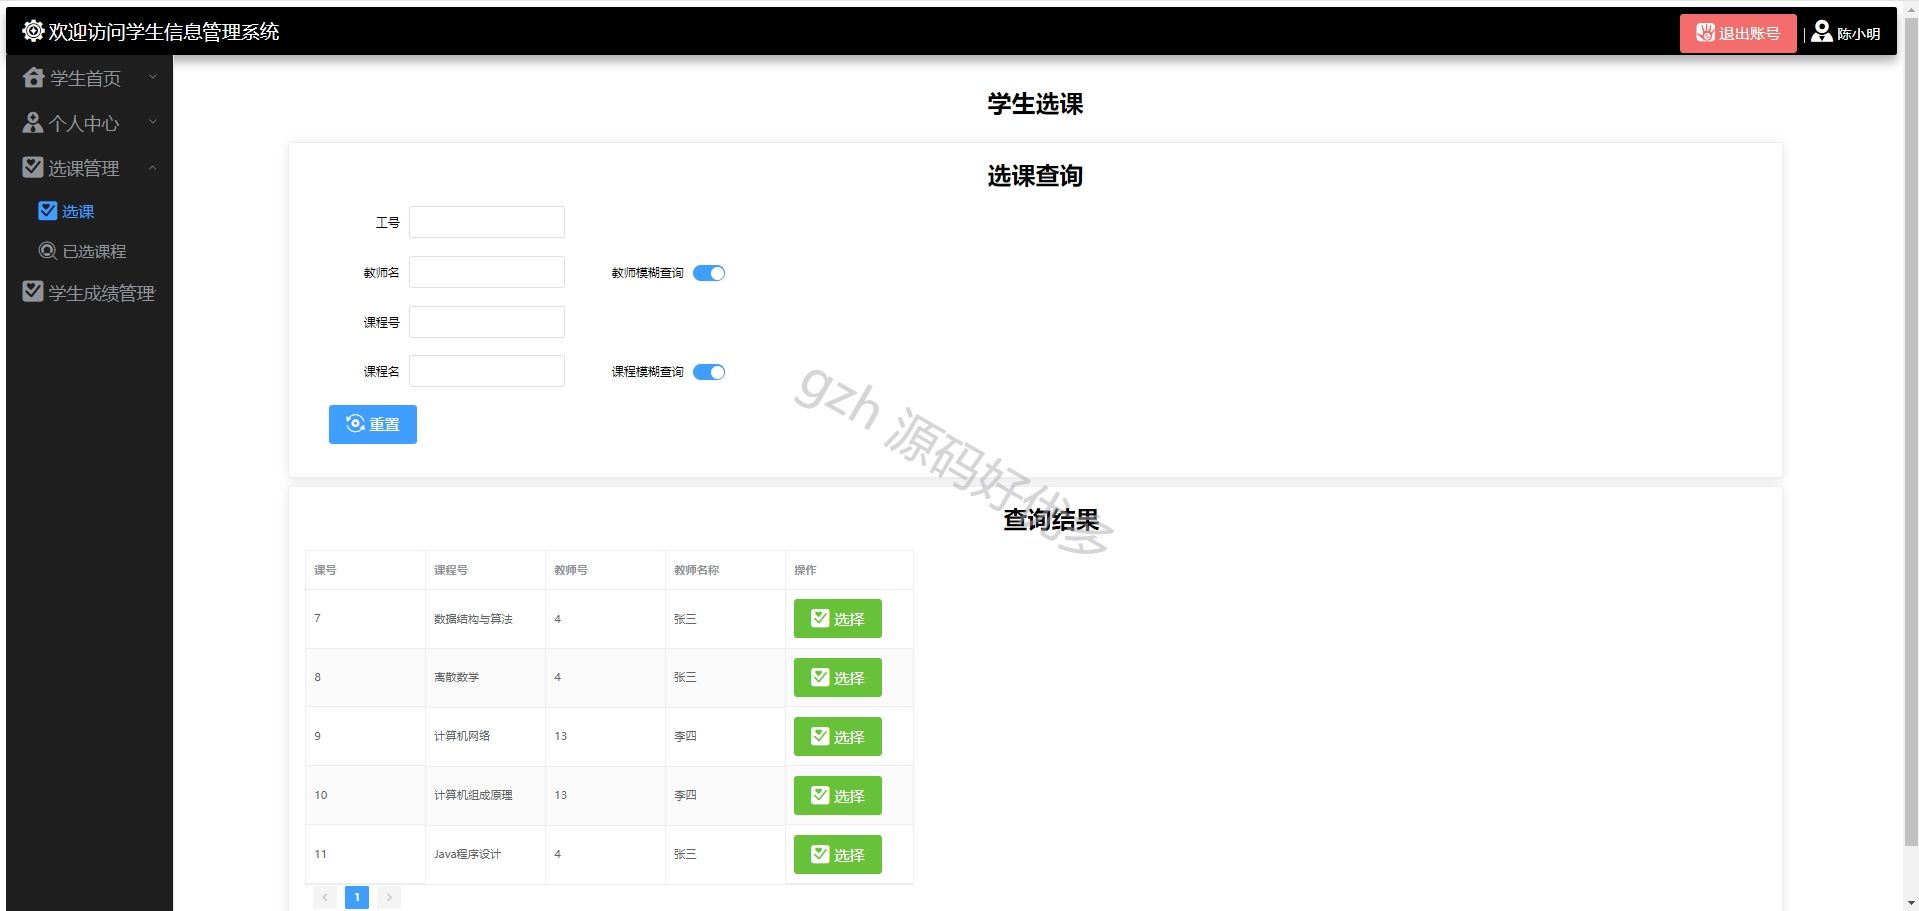 欢迎访问学生信息管理系统
退出账号 | 陈小明
学生首页
个人中心
选课管理
选课
已选课程
学生成绩管理
学生选课
选课查询
工号
教师名 教师模糊查询
课程号
课程名 课程模糊查询
重置
gzh 源码好优多
查询结果
课号 课程号 教师号 教师名称 操作
7 数据结构与算法 4 张三 选择
8 离散数学 4 张三 选择
9 计算机网络 13 李四 选择
10 计算机组成原理 13 李四 选择
11 Java程序设计 4 张三 选择
< 1 >